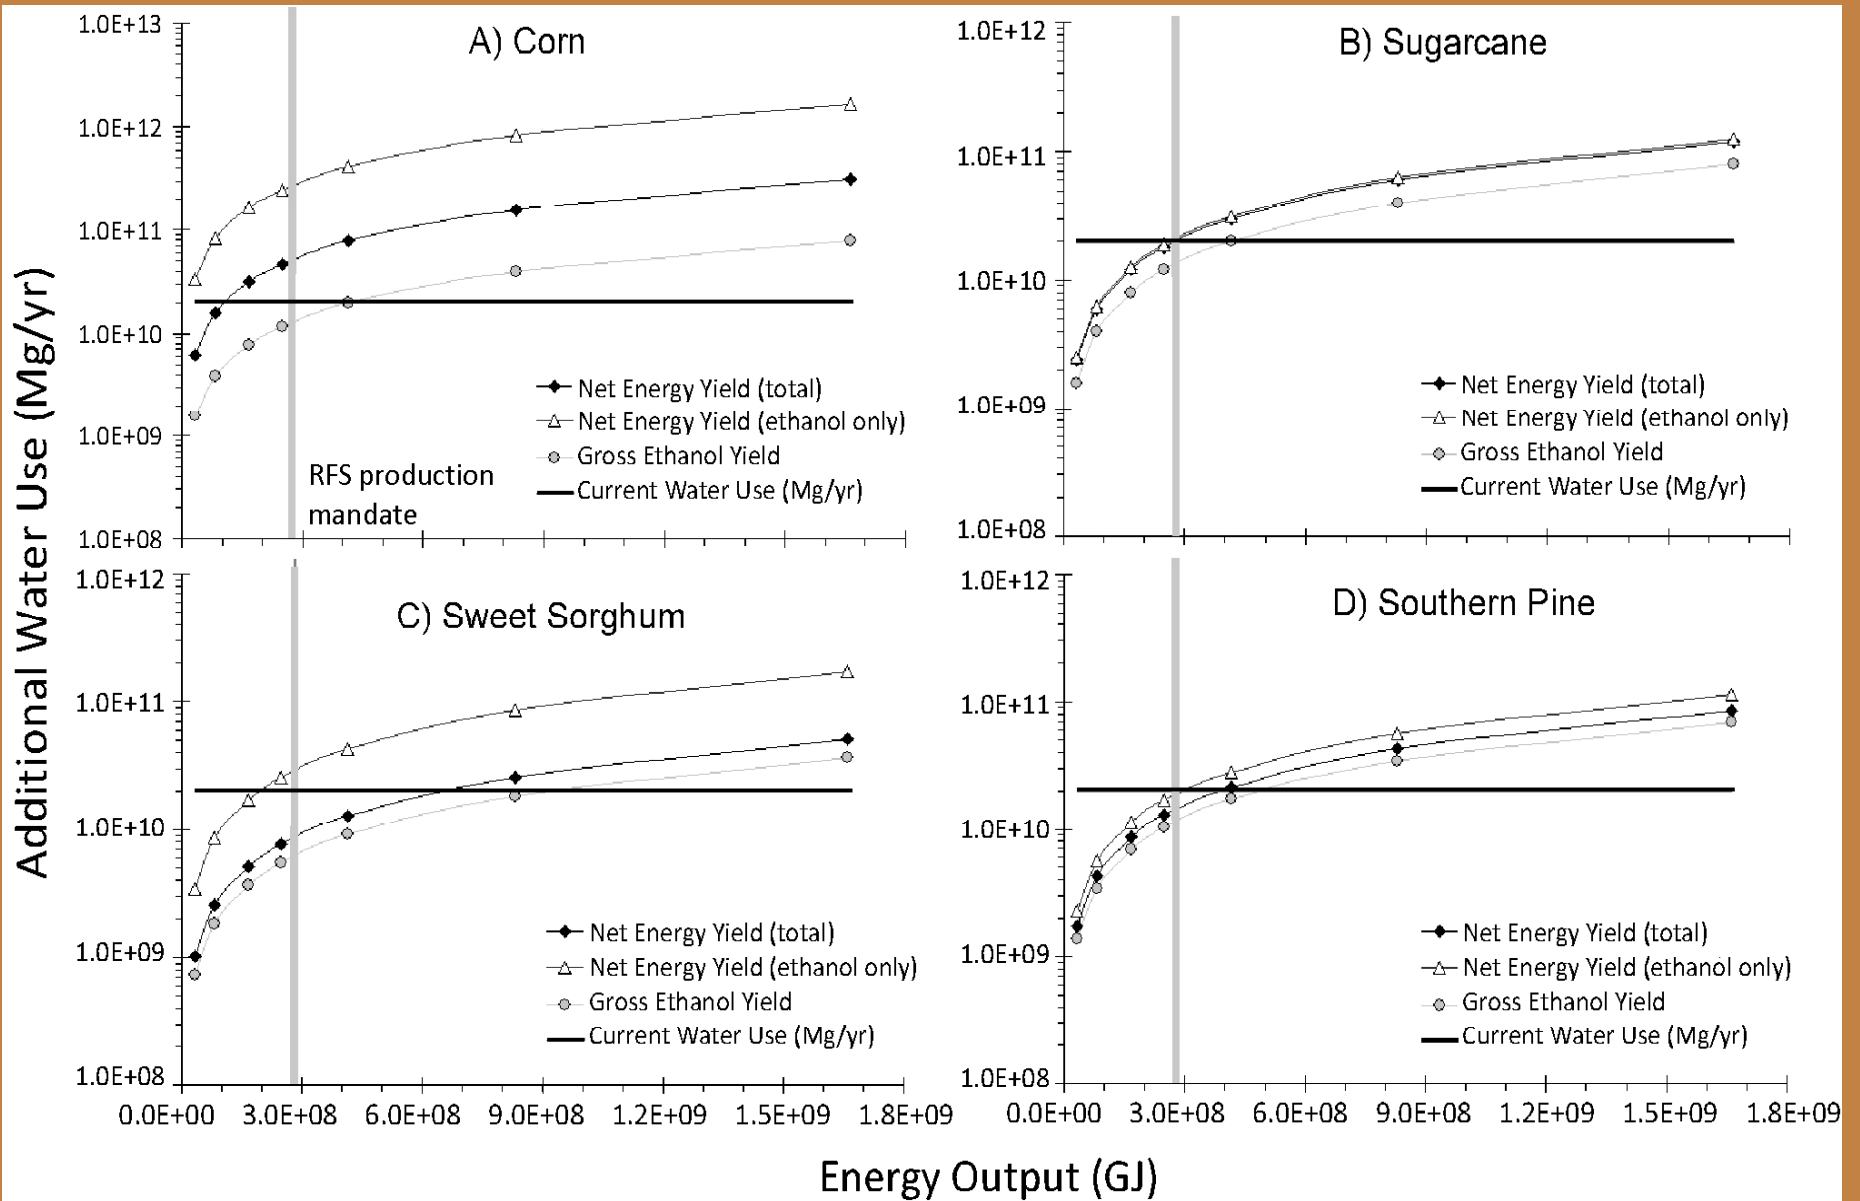 Additional Water Use (Mg/yr)
A) Corn
1.0E+13
1.0E+12
1.0E+11
1.0E+10
1.0E+09
1.0E+08
Net Energy Yield (total)
Net Energy Yield (ethanol only)
Gross Ethanol Yield
Current Water Use (Mg/yr)
RFS production
mandate
B) Sugarcane
1.0E+12
1.0E+11
1.0E+10
1.0E+09
1.0E+08
Net Energy Yield (total)
Net Energy Yield (ethanol only)
Gross Ethanol Yield
Current Water Use (Mg/yr)
C) Sweet Sorghum
1.0E+12
1.0E+11
1.0E+10
1.0E+09
1.0E+08
Net Energy Yield (total)
Net Energy Yield (ethanol only)
Gross Ethanol Yield
Current Water Use (Mg/yr)
0.0E+00 3.0E+08 6.0E+08 9.0E+08 1.2E+09 1.5E+09 1.8E+09
D) Southern Pine
1.0E+12
1.0E+11
1.0E+10
1.0E+09
1.0E+08
Net Energy Yield (total)
Net Energy Yield (ethanol only)
Gross Ethanol Yield
Current Water Use (Mg/yr)
0.0E+00 3.0E+08 6.0E+08 9.0E+08 1.2E+09 1.5E+09 1.8E+09
Energy Output (GJ)